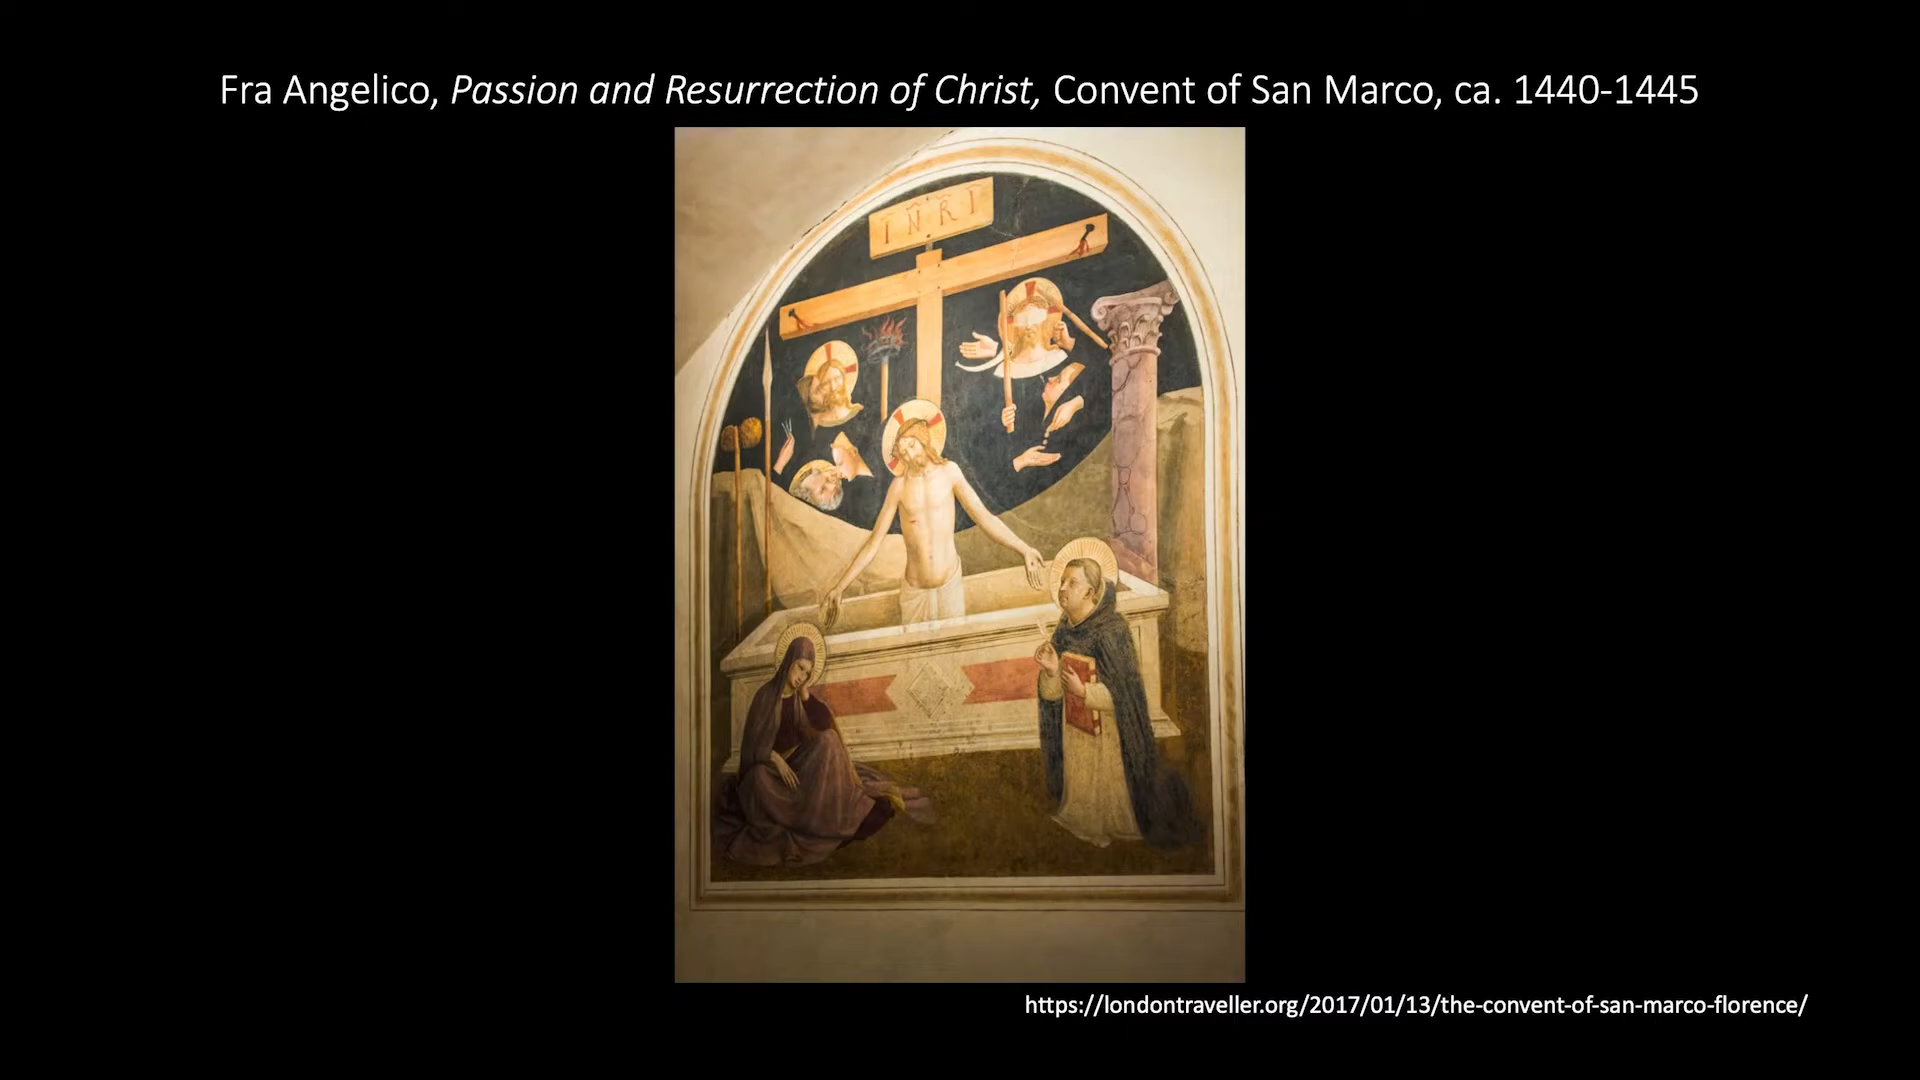 Fra Angelico, Passion and Resurrection of Christ, Convent of San Marco, ca. 1440-1445
INRI
https://londontraveller.org/2017/01/13/the-convent-of-san-marco-florence/